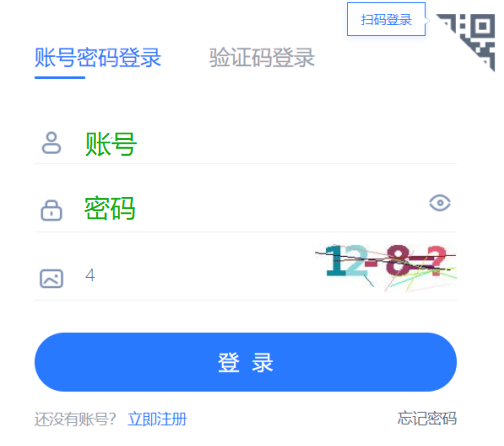 扫码登录
账号密码登录 验证码登录
账号
密码
4 12-8=?
登 录
还没有账号? 立即注册 忘记密码